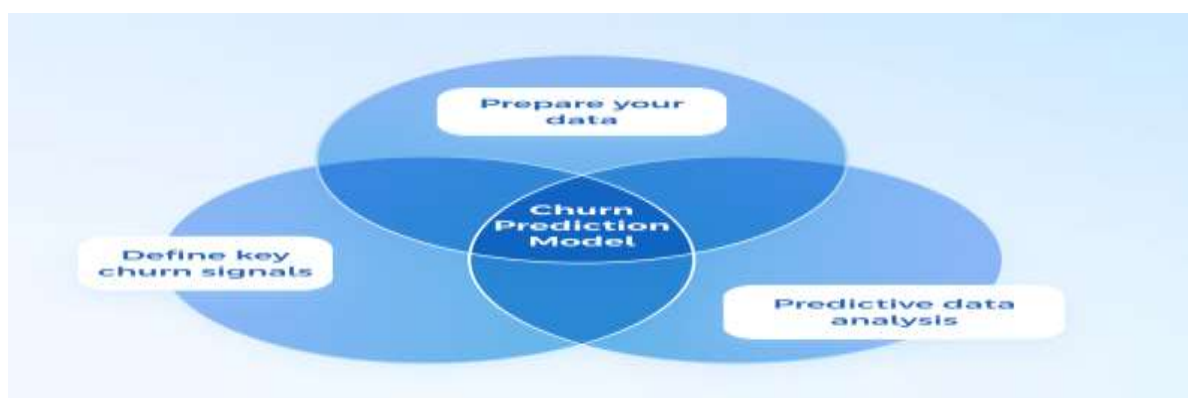 Prepare your
data
Churn
Prediction
Model
Define key
churn signals
Predictive data
analysis